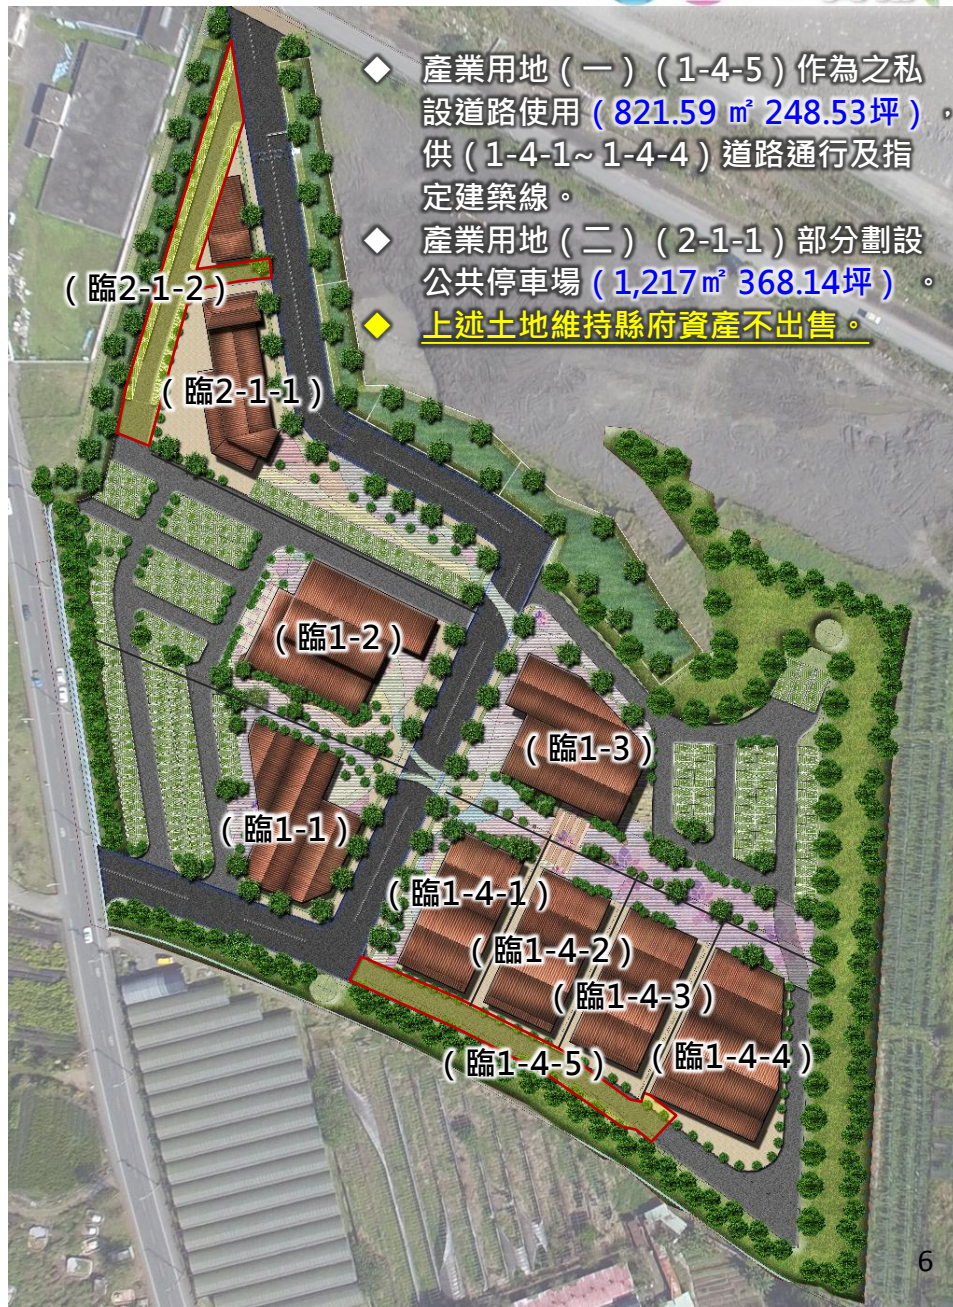 ◆ 產業用地（一）（1-4-5）作為之私
設道路使用（821.59 ㎡ 248.53坪），
供（1-4-1~ 1-4-4）道路通行及指
定建築線。
◆ 產業用地（二）（2-1-1）部分劃設
公共停車場（1,217㎡ 368.14坪）。
◆ 上述土地維持縣府資產不出售。
（臨2-1-2）
（臨2-1-1）
（臨1-2）
（臨1-3）
（臨1-1）
（臨1-4-1）
（臨1-4-2）
（臨1-4-3）
（臨1-4-4）
（臨1-4-5）
6